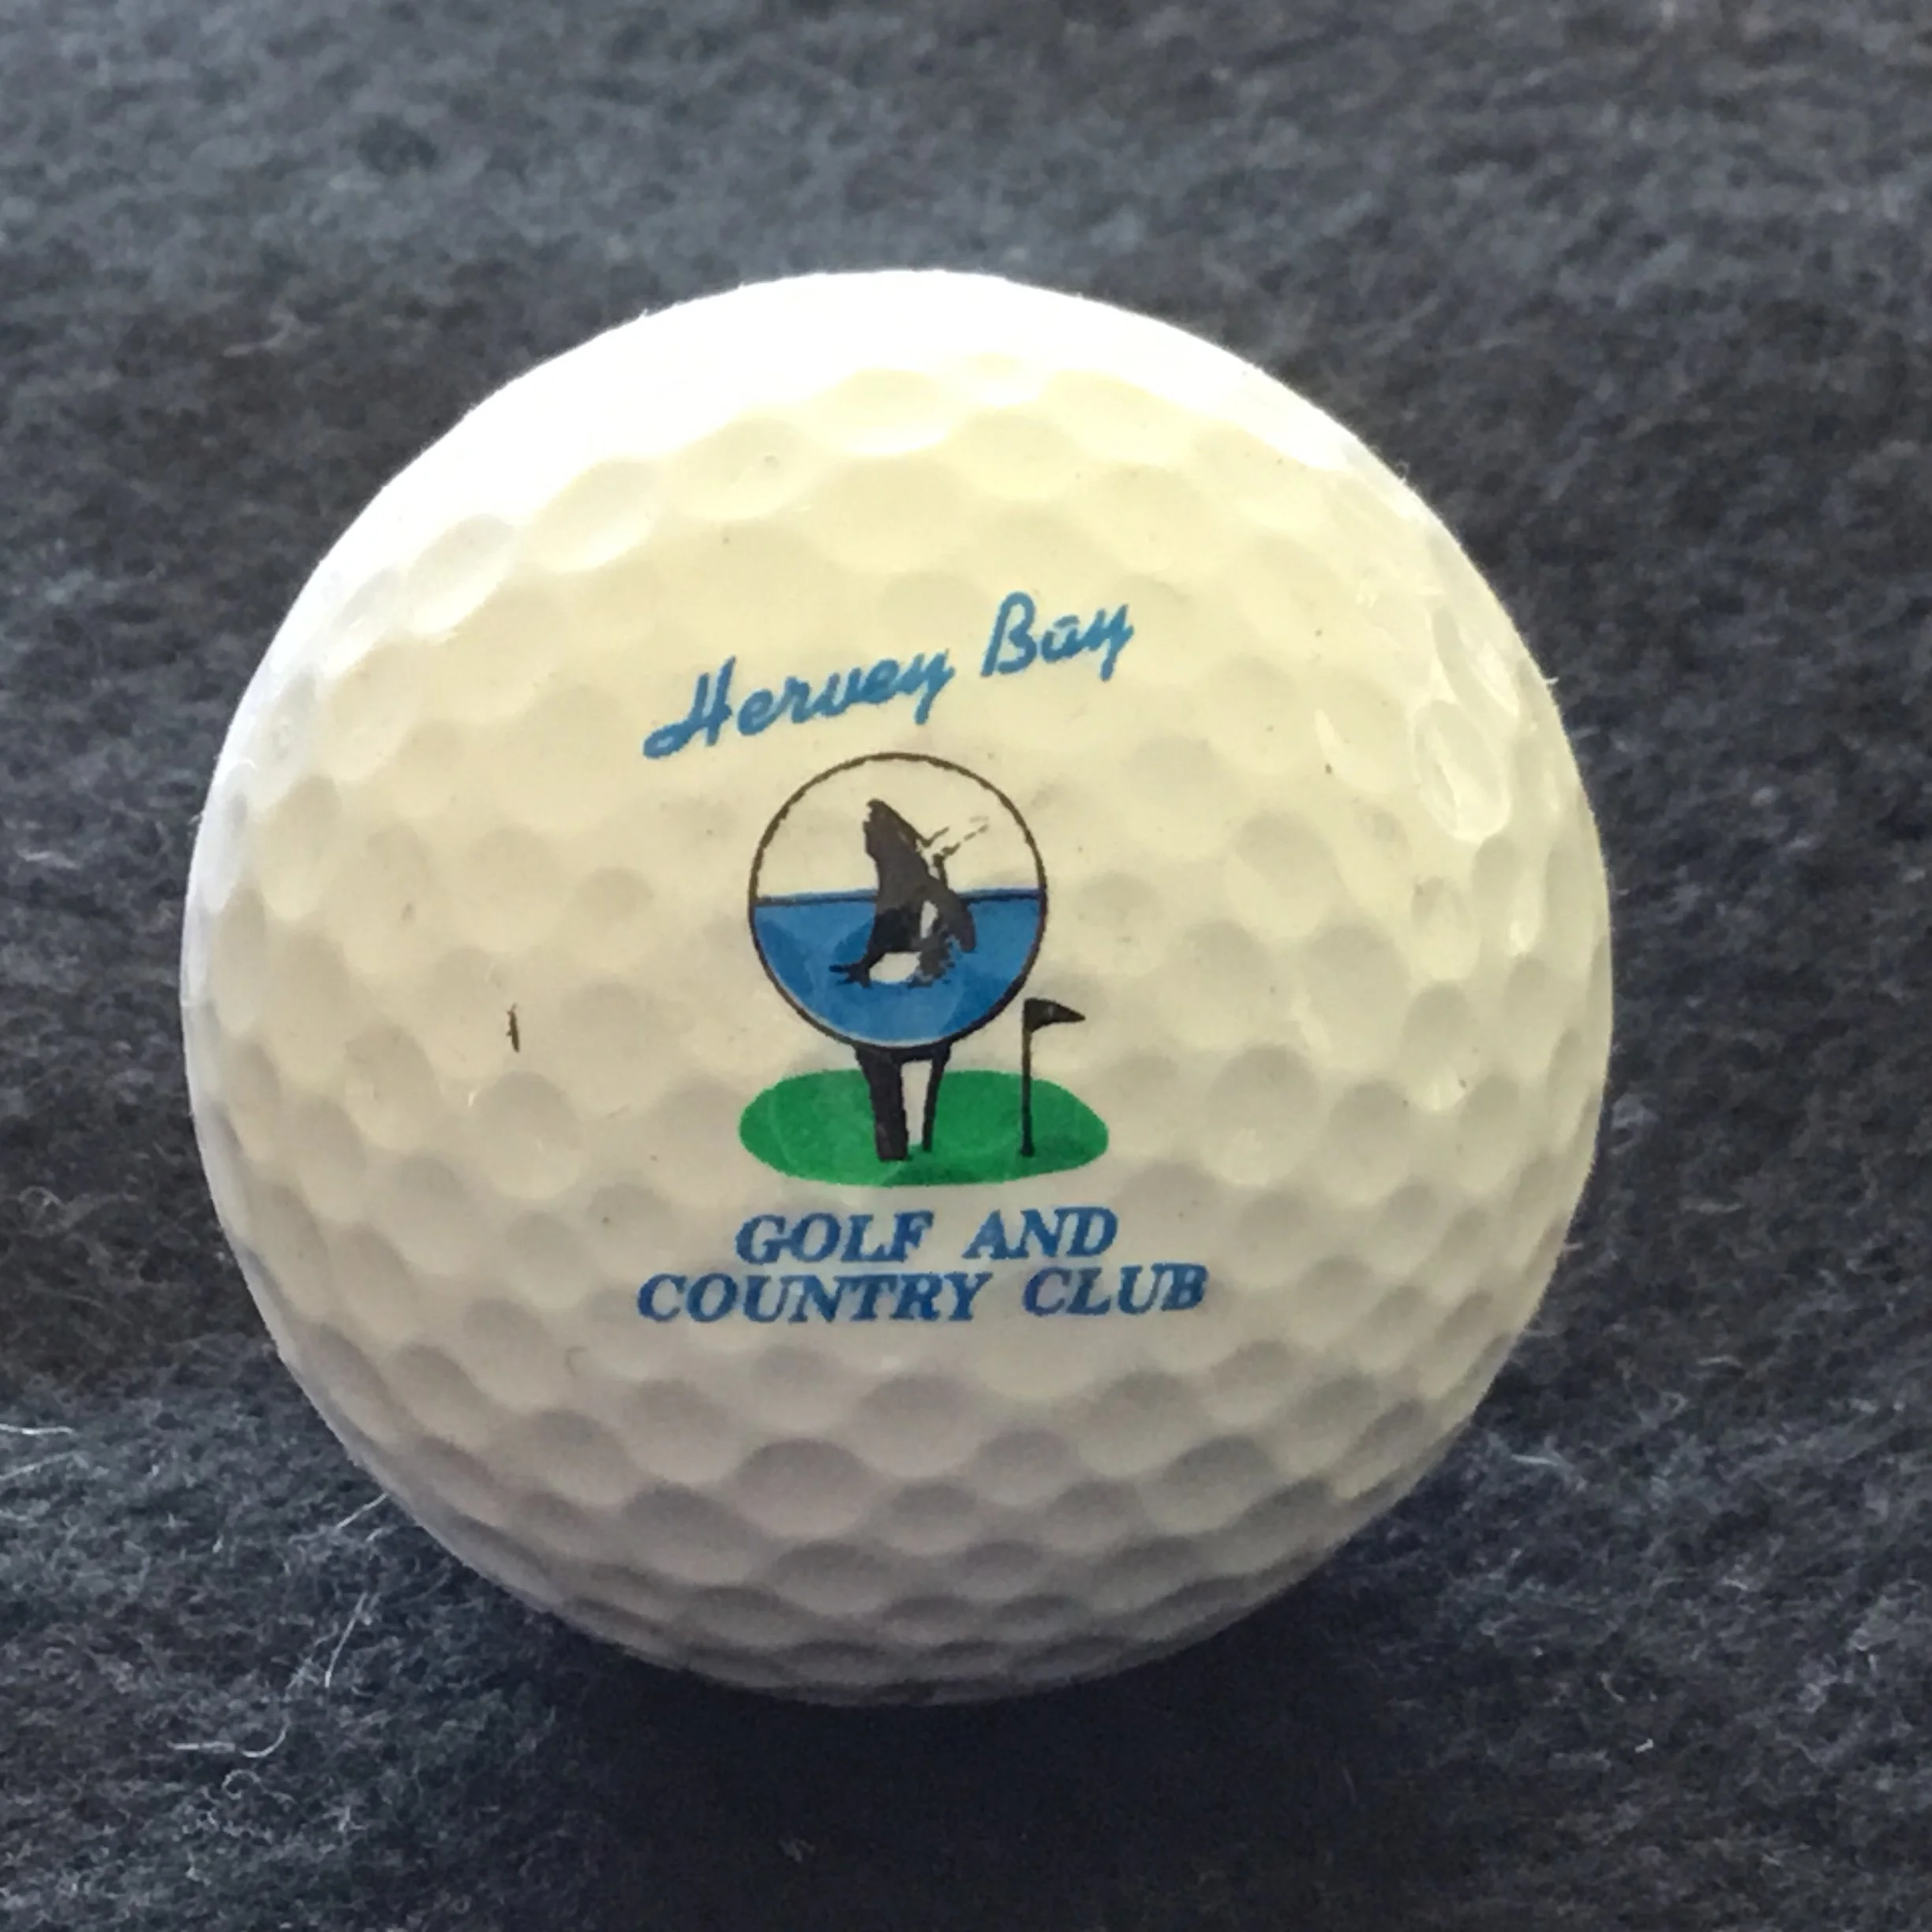 Hervey Bay
GOLF AND
COUNTRY CLUB